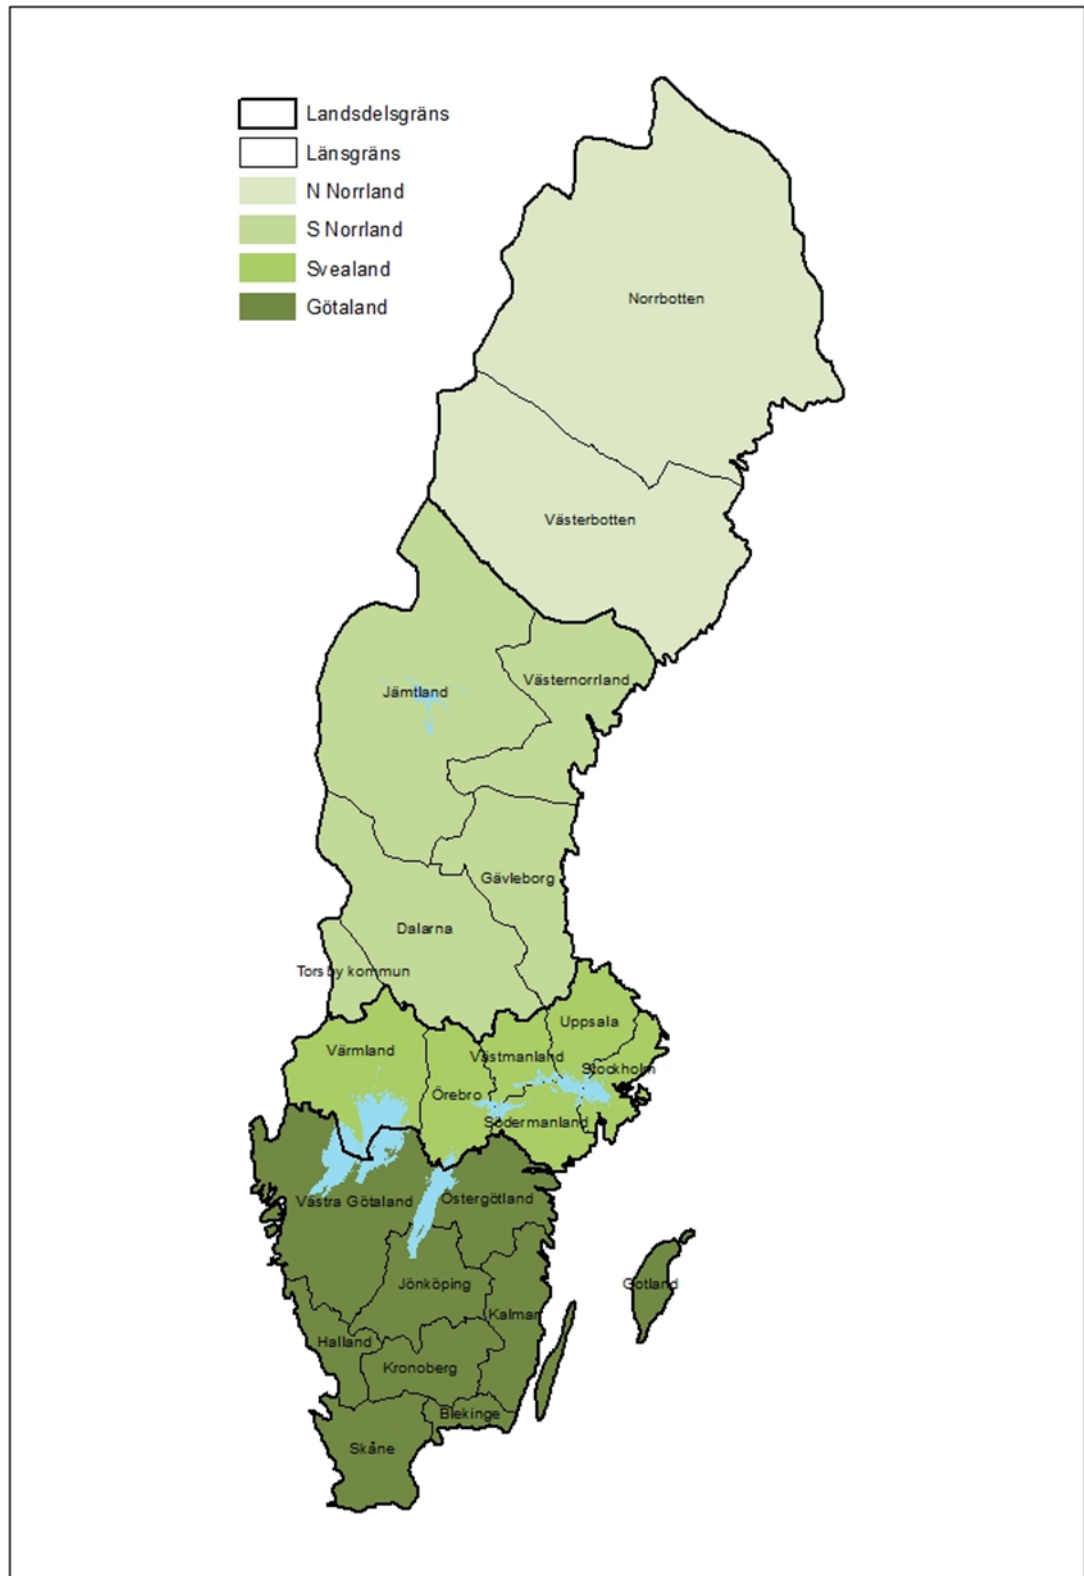 Landsdelsgräns
Länsgräns
N Norrland
S Norrland
Svealand
Götaland
Norrbotten
Västerbotten
Västernorrland
Jämtland
Gävleborg
Dalarna
Torsby kommun
Uppsala
Värmland
Västmanland
Stockholm
Örebro
Södermanland
Östergötland
Västra Götaland
Jönköping
Gotland
Kalmar
Halland
Kronoberg
Blekinge
Skåne